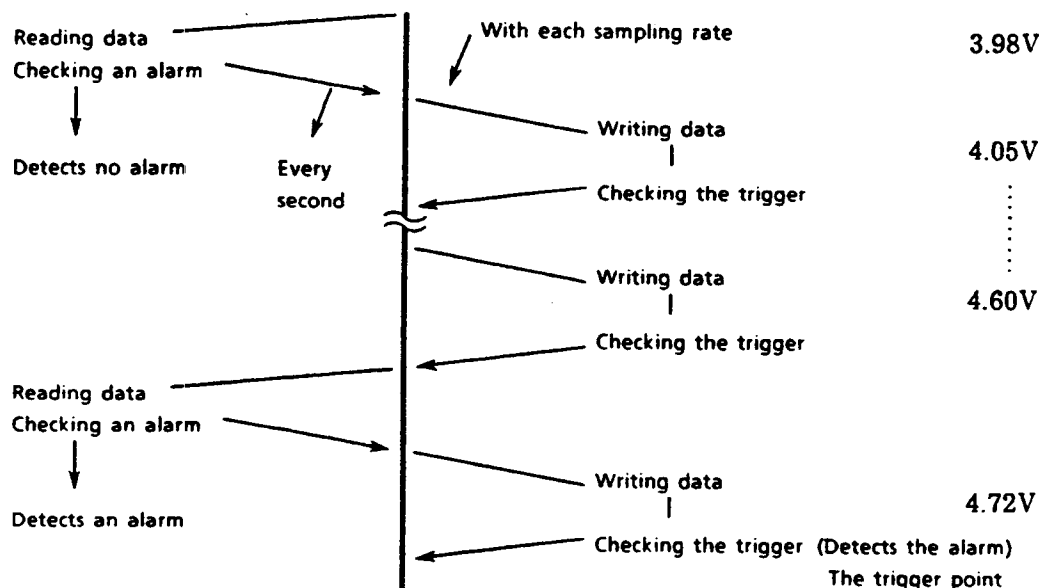 Reading data
Checking an alarm
Detects no alarm
Every
second
With each sampling rate
3.98V
Writing data
4.05V
Checking the trigger
Writing data
4.60V
Checking the trigger
Reading data
Checking an alarm
Detects an alarm
Writing data
4.72V
Checking the trigger (Detects the alarm)
The trigger point